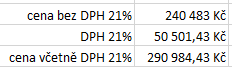 cena bez DPH 21% 240 483 Kč
DPH 21% 50 501,43 Kč
cena včetně DPH 21% 290 984,43 Kč